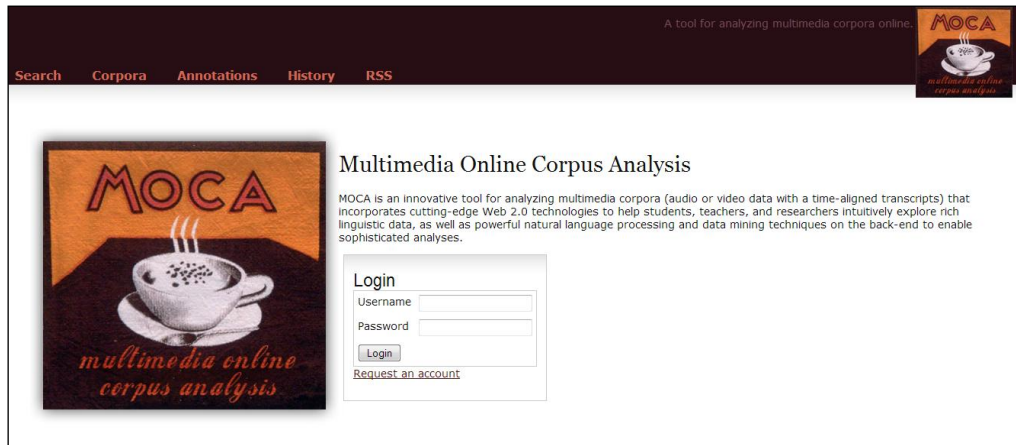 A tool for analyzing multimedia corpora online.
MOCA
multimedia online
corpus analysis
Search Corpora Annotations History RSS
MOCA
multimedia online
corpus analysis
Multimedia Online Corpus Analysis
MOCA is an innovative tool for analyzing multimedia corpora (audio or video data with a time-aligned transcripts) that
incorporates cutting-edge Web 2.0 technologies to help students, teachers, and researchers intuitively explore rich
linguistic data, as well as powerful natural language processing and data mining techniques on the back-end to enable
sophisticated analyses.
Login
Username
Password
Login
Request an account